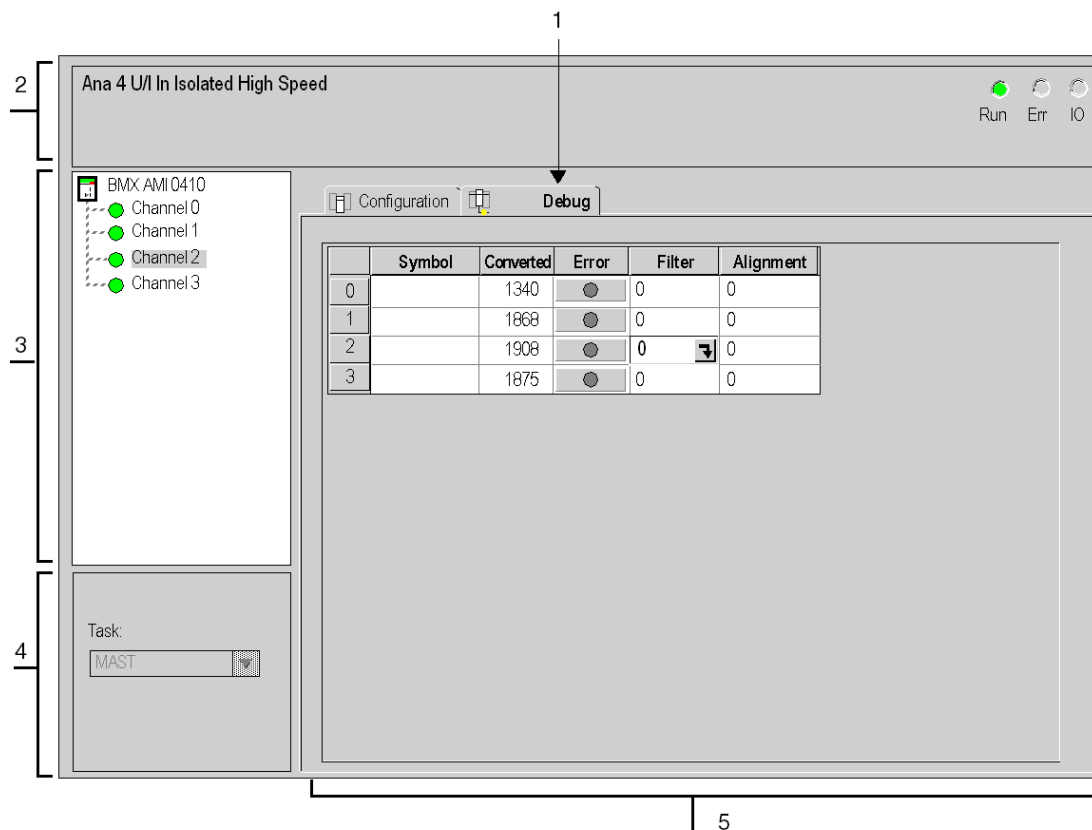 1
2
Ana 4 U/I In Isolated High Speed
Run Err IO
3
BMX AMI 0410
Channel 0
Channel 1
Channel 2
Channel 3
Configuration Debug
Symbol Converted Error Filter Alignment
0 1340 0 0
1 1868 0 0
2 1908 0 0
3 1875 0 0
4
Task:
MAST
5